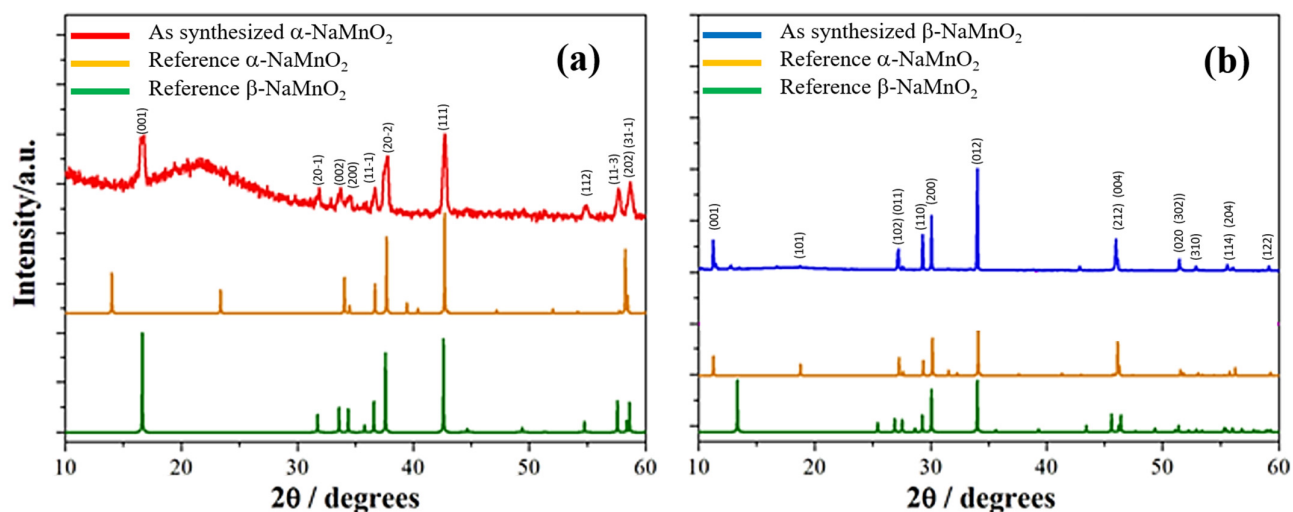 As synthesized α-NaMnO₂
Reference α-NaMnO₂
Reference β-NaMnO₂
(a)
(001)
(20-1)
(002)
(200)
(11-1)
(20-2)
(111)
(112)
(11-3)
(202) (31-1)
Intensity/a.u.
10 20 30 40 50 60
2θ / degrees
As synthesized β-NaMnO₂
Reference α-NaMnO₂
Reference β-NaMnO₂
(b)
(001)
(101)
(102) (011)
(110)
(200)
(012)
(212) (004)
(020 (302))
(310)
(114) (204)
(122)
10 20 30 40 50 60
2θ / degrees